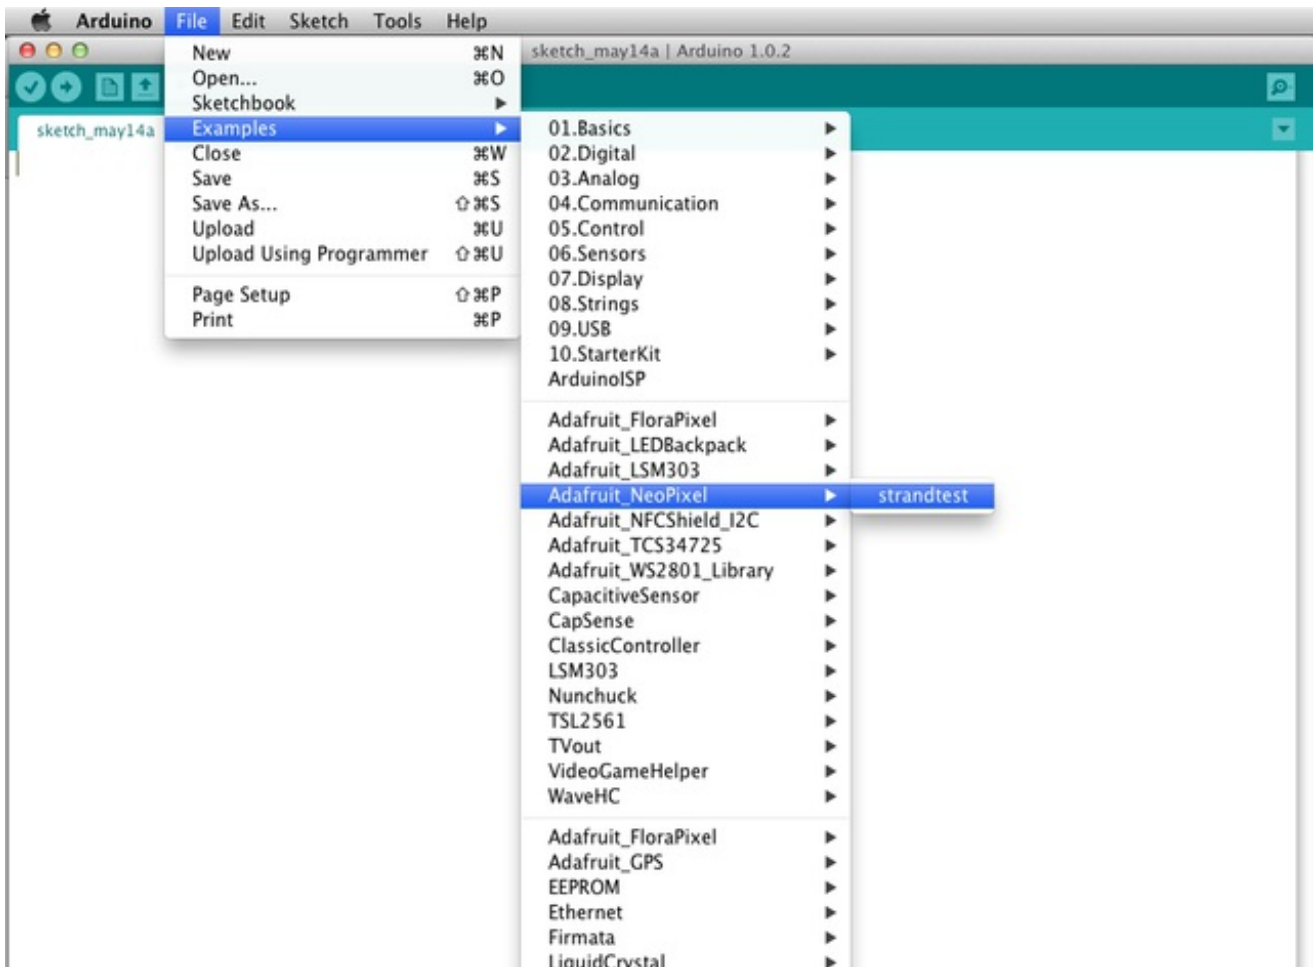 Arduino File Edit Sketch Tools Help
sketch_may14a | Arduino 1.0.2
sketch_may14a
New ⌘N
Open... ⌘O
Sketchbook ▶
Examples ▶
Close ⌘W
Save ⌘S
Save As... ⇧⌘S
Upload ⌘U
Upload Using Programmer ⇧⌘U
Page Setup ⇧⌘P
Print ⌘P
01.Basics ▶
02.Digital ▶
03.Analog ▶
04.Communication ▶
05.Control ▶
06.Sensors ▶
07.Display ▶
08.Strings ▶
09.USB ▶
10.StarterKit ▶
ArduinoISP
Adafruit_FloraPixel ▶
Adafruit_LEDBackpack ▶
Adafruit_LSM303 ▶
Adafruit_NeoPixel ▶
Adafruit_NFCShield_I2C ▶
Adafruit_TCS34725 ▶
Adafruit_WS2801_Library ▶
CapacitiveSensor ▶
CapSense ▶
ClassicController ▶
LSM303 ▶
Nunchuck ▶
TSL2561 ▶
TVout ▶
VideoGameHelper ▶
WaveHC ▶
Adafruit_FloraPixel ▶
Adafruit_GPS ▶
EEPROM ▶
Ethernet ▶
Firmata ▶
LiquidCrystal ▶
strandtest